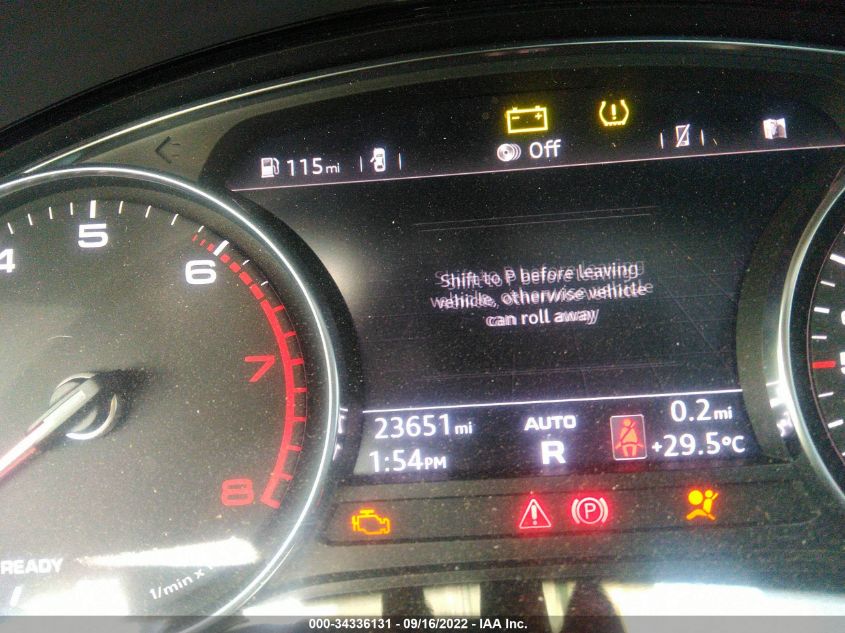 115mi
Off
4
5
6
7
8
Shift to P before leaving
vehicle, otherwise vehicle
can roll away
23651mi
AUTO
0.2mi
1:54PM
R
+29.5°C
P
READY
1/min x
000-34336131 - 09/16/2022 - IAA Inc.